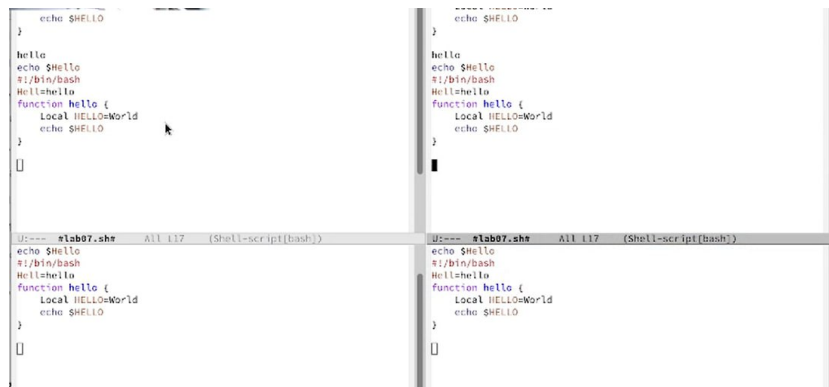 echo $HELLO
}
hello
echo $Hello
#!/bin/bash
Hell=hello
function hello {
Local HELLO=World
echo $HELLO
}
U:--- #lab07.sh# All L17 (Shell-script[bash])
echo $Hello
#!/bin/bash
Hell=hello
function hello {
Local HELLO=World
echo $HELLO
}
echo $HELLO
}
hello
echo $Hello
#!/bin/bash
Hell=hello
function hello {
Local HELLO=World
echo $HELLO
}
U:--- #lab07.sh# All L17 (Shell-script[bash])
echo $Hello
#!/bin/bash
Hell=hello
function hello {
Local HELLO=World
echo $HELLO
}